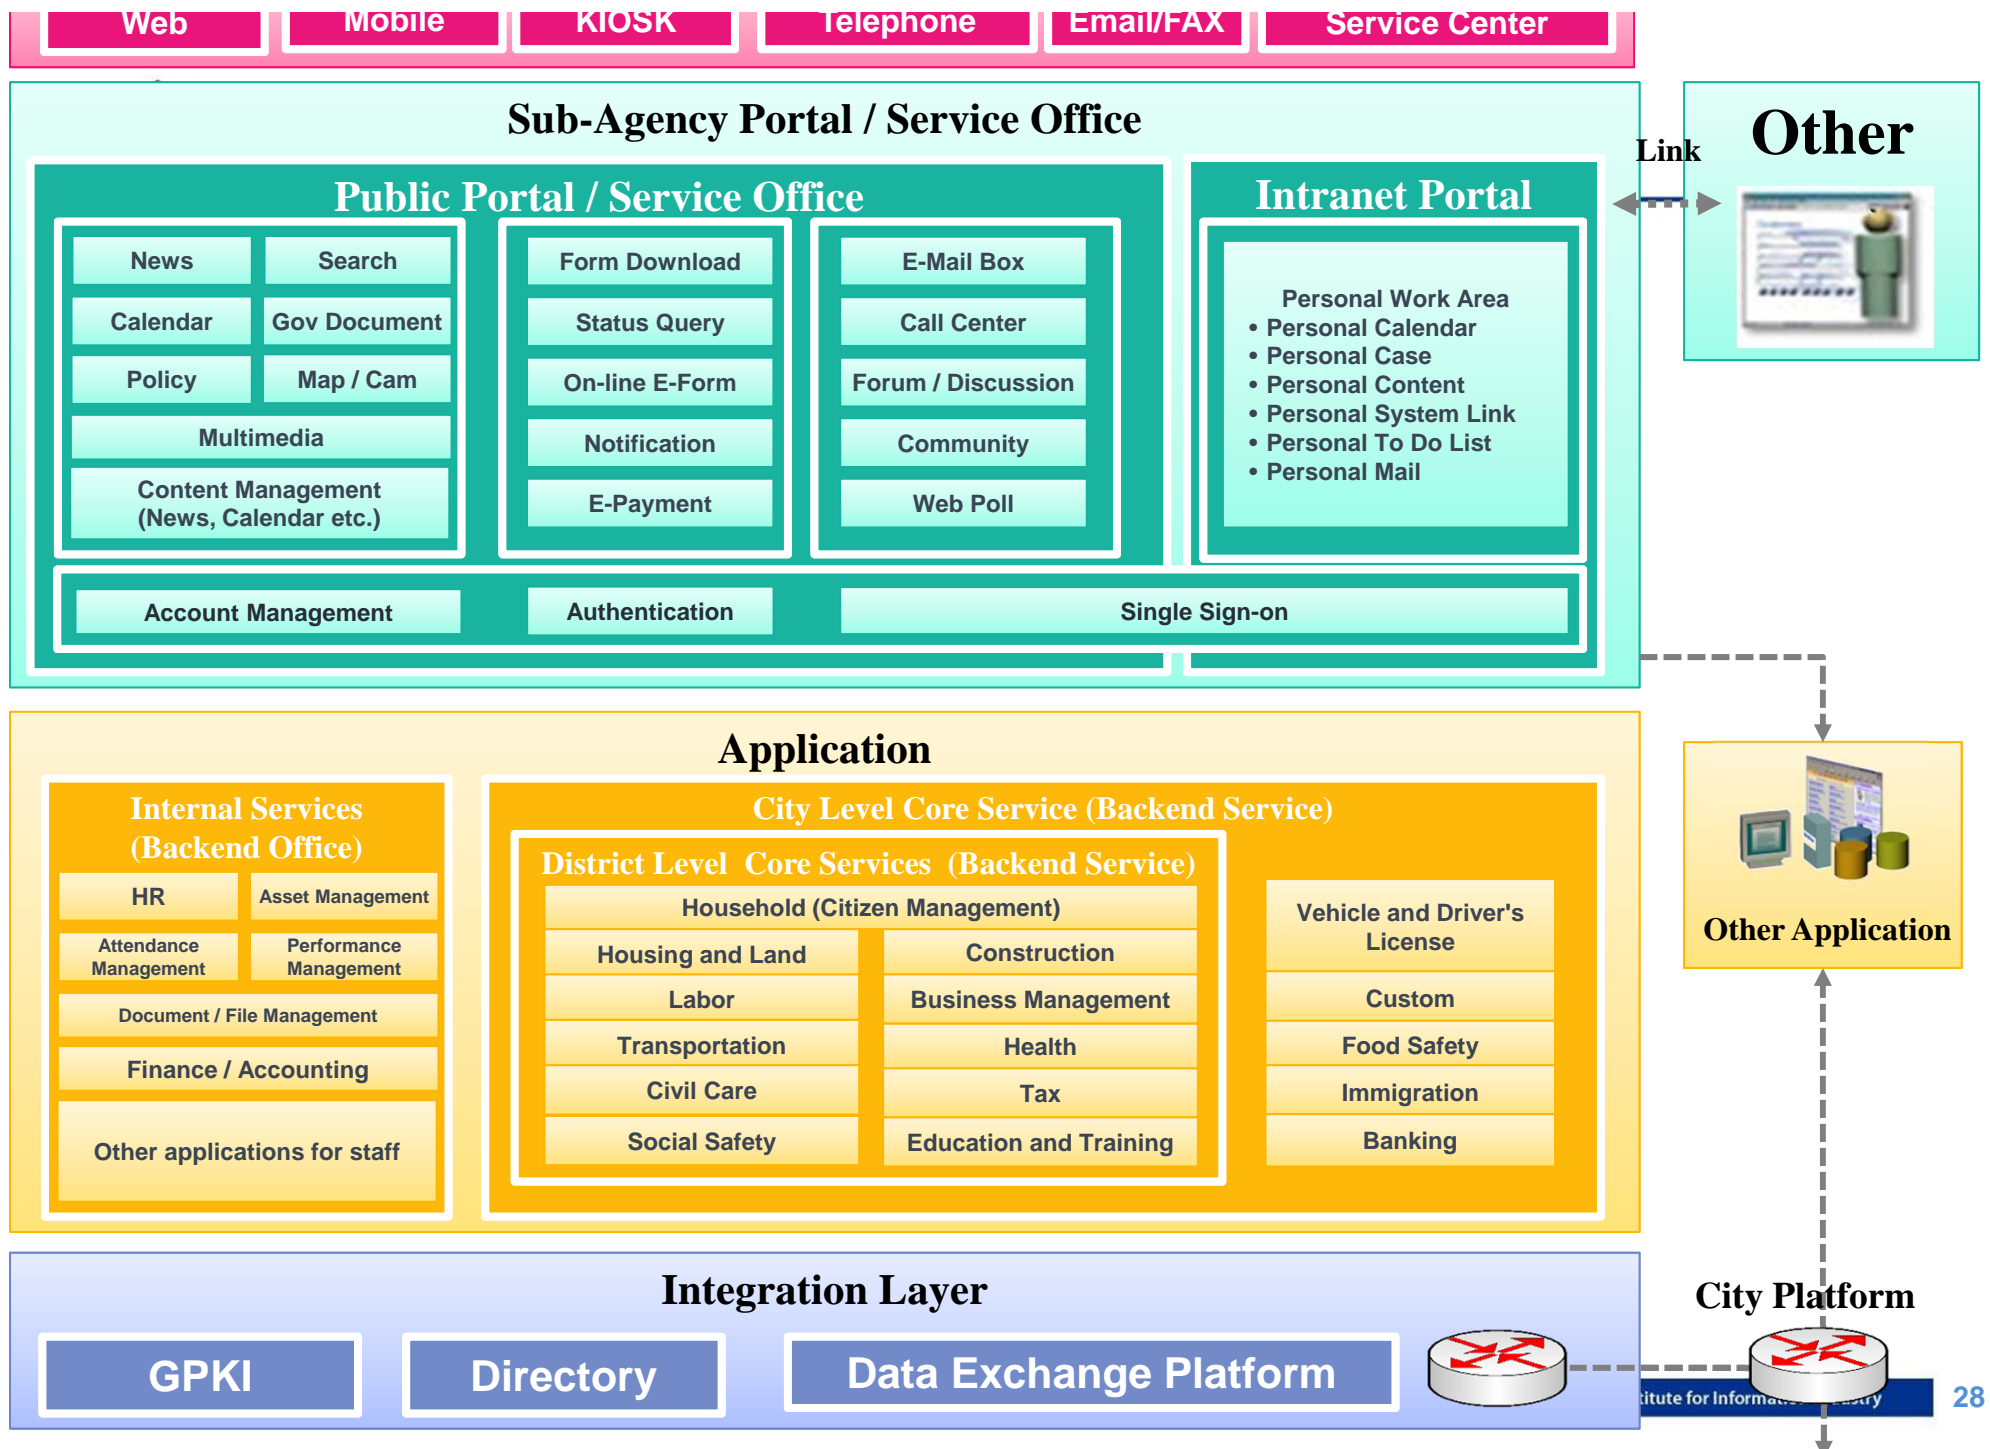 Web
Mobile
KIOSK
Telephone
Email/FAX
Service Center
Sub-Agency Portal / Service Office
Public Portal / Service Office
News
Search
Calendar
Gov Document
Policy
Map / Cam
Multimedia
Content Management
(News, Calendar etc.)
Form Download
Status Query
On-line E-Form
Notification
E-Payment
E-Mail Box
Call Center
Forum / Discussion
Community
Web Poll
Intranet Portal
Personal Work Area
• Personal Calendar
• Personal Case
• Personal Content
• Personal System Link
• Personal To Do List
• Personal Mail
Account Management
Authentication
Single Sign-on
Link
Other
Application
Internal Services
(Backend Office)
HR
Asset Management
Attendance
Management
Performance
Management
Document / File Management
Finance / Accounting
Other applications for staff
City Level Core Service (Backend Service)
District Level Core Services (Backend Service)
Household (Citizen Management)
Housing and Land
Construction
Labor
Business Management
Transportation
Health
Civil Care
Tax
Social Safety
Education and Training
Vehicle and Driver's
License
Custom
Food Safety
Immigration
Banking
Other Application
Integration Layer
GPKI
Directory
Data Exchange Platform
City Platform
for
28